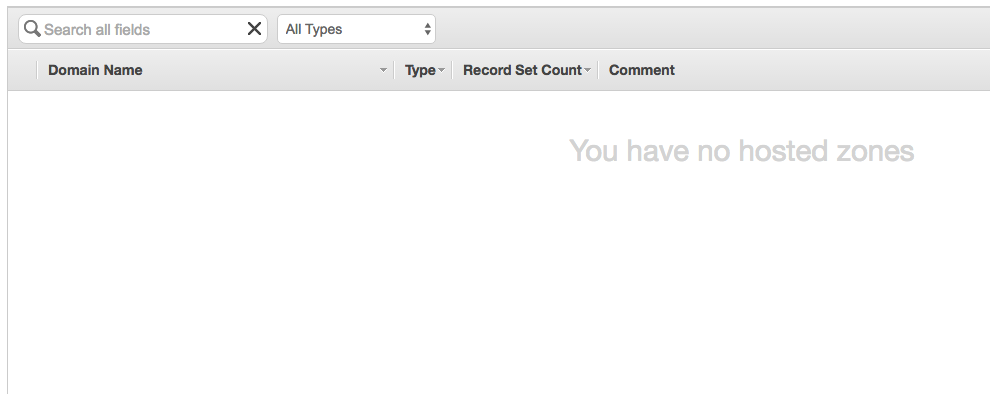 Search all fields All Types
Domain Name Type Record Set Count Comment
You have no hosted zones